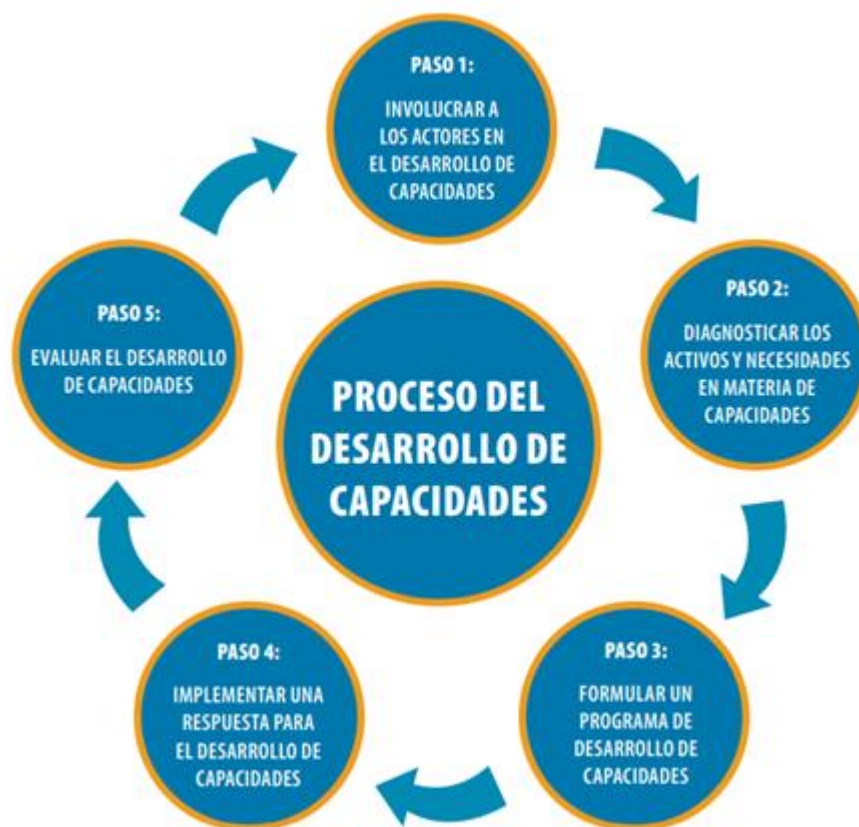 PASO 1:
INVOLUCRAR A
LOS ACTORES EN
EL DESARROLLO DE
CAPACIDADES
PASO 2:
DIAGNOSTICAR LOS
ACTIVOS Y NECESIDADES
EN MATERIA DE
CAPACIDADES
PASO 3:
FORMULAR UN
PROGRAMA DE
DESARROLLO DE
CAPACIDADES
PASO 4:
IMPLEMENTAR UNA
RESPUESTA PARA
EL DESARROLLO DE
CAPACIDADES
PASO 5:
EVALUAR EL DESARROLLO
DE CAPACIDADES
PROCESO DEL
DESARROLLO DE
CAPACIDADES